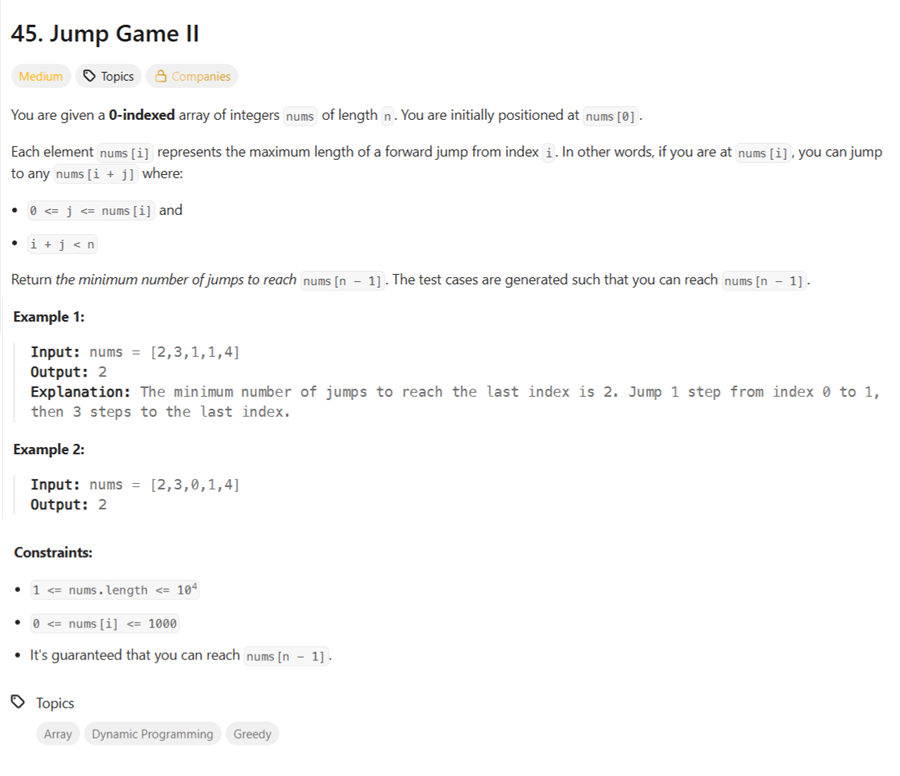 45. Jump Game II
Medium Topics Companies
You are given a 0-indexed array of integers nums of length n. You are initially positioned at nums[0].
Each element nums[i] represents the maximum length of a forward jump from index i. In other words, if you are at nums[i], you can jump
to any nums[i + j] where:
• 0 <= j <= nums[i] and
• i + j < n
Return the minimum number of jumps to reach nums[n - 1]. The test cases are generated such that you can reach nums[n - 1].
Example 1:
Input: nums = [2,3,1,1,4]
Output: 2
Explanation: The minimum number of jumps to reach the last index is 2. Jump 1 step from index 0 to 1,
then 3 steps to the last index.
Example 2:
Input: nums = [2,3,0,1,4]
Output: 2
Constraints:
• 1 <= nums.length <= 10⁴
• 0 <= nums[i] <= 1000
• It's guaranteed that you can reach nums[n - 1].
Topics
Array Dynamic Programming Greedy